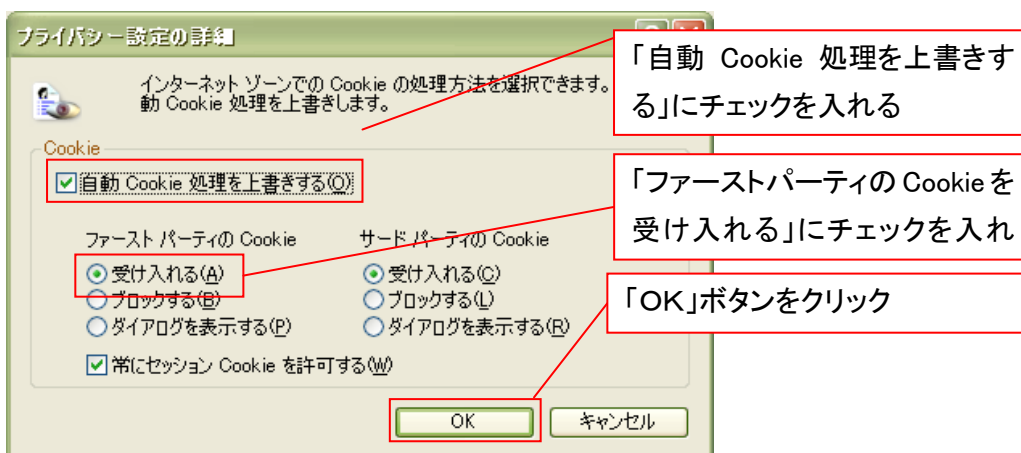 プライバシー設定の詳細
インターネット ゾーンでの Cookie の処理方法を選択できます。
動 Cookie 処理を上書きします。
Cookie
自動 Cookie 処理を上書きする(O)
ファースト パーティの Cookie
受け入れる(A)
ブロックする(B)
ダイアログを表示する(P)
サード パーティの Cookie
受け入れる(C)
ブロックする(L)
ダイアログを表示する(R)
常にセッション Cookie を許可する(W)
OK
キャンセル
「自動 Cookie 処理を上書きす
る」にチェックを入れる
「ファーストパーティの Cookie を
受け入れる」にチェックを入れ
「OK」ボタンをクリック